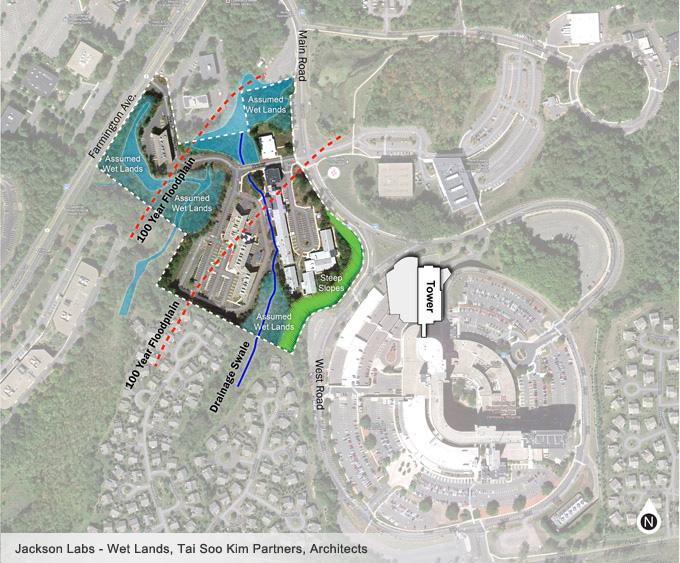 Main Road
Farmington Ave.
Assumed
Wet Lands
Assumed
Wet Lands
Assumed
Wet Lands
100 Year Floodplain
Steep
Slopes
Tower
Assumed
Wet Lands
100 Year Floodplain
Drainage Swale
West Road
N
Jackson Labs - Wet Lands, Tai Soo Kim Partners, Architects